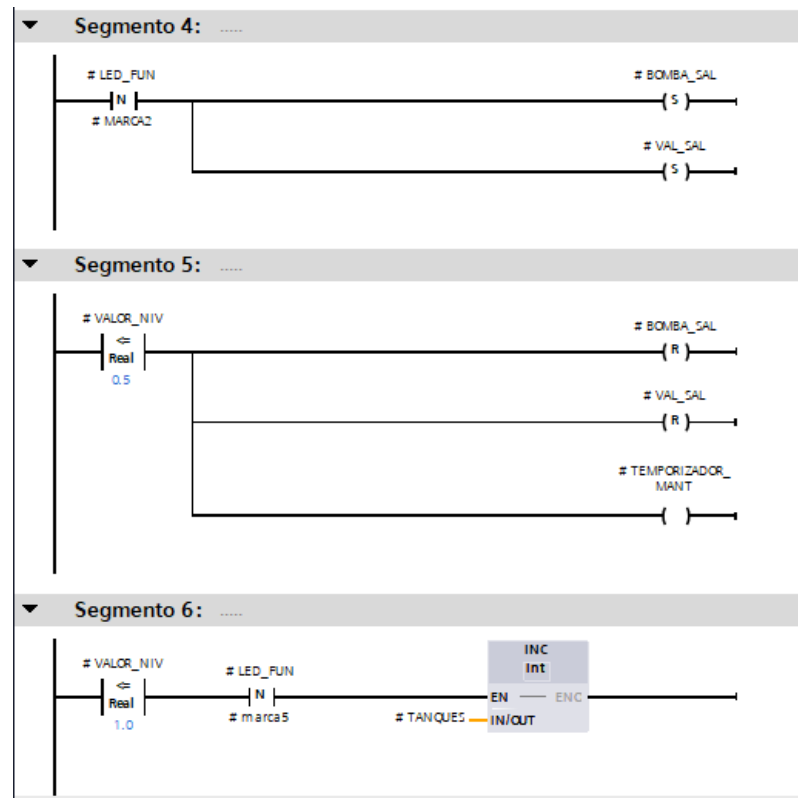 Segmento 4: .....
# LED_FUN
# BOMBA_SAL
N
S
# MARCA2
# VAL_SAL
S
Segmento 5: .....
# VALOR_NIV
# BOMBA_SAL
<=
R
Real
0.5
# VAL_SAL
R
# TEMPORIZADOR_
MANT
Segmento 6: .....
INC
Int
# VALOR_NIV
# LED_FUN
<=
N
EN
ENC
Real
1.0
# marca5
# TANQUES
IN/OUT